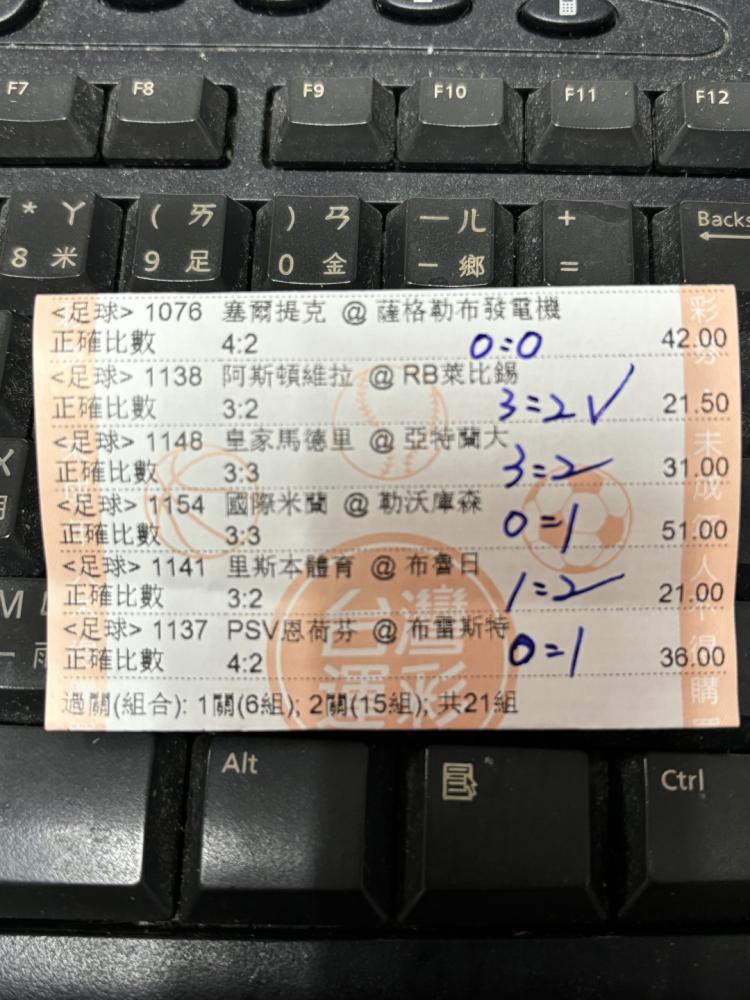 F7 F8 F9 F10 F11 F12
* ㄚ ( ㄞ ) ㄢ — ㄦ + Backs
8 米 9 足 0 金 － 鄉 =
<足球> 1076 塞爾提克 @ 薩格勒布發電機
正確比數 4:2 0=0 42.00
<足球> 1138 阿斯頓維拉 @ RB萊比錫
正確比數 3:2 3=2 ✓ 21.50
<足球> 1148 皇家馬德里 @ 亞特蘭大
正確比數 3:3 3=2 31.00
<足球> 1154 國際米蘭 @ 勒沃庫森
正確比數 3:3 0=1 51.00
<足球> 1141 里斯本體育 @ 布魯日
正確比數 3:2 1=2 21.00
<足球> 1137 PSV恩荷芬 @ 布雷斯特
正確比數 4:2 0=1 36.00
過關(組合): 1關(6組); 2關(15組); 共21組
台灣
運彩
M
Alt Ctrl